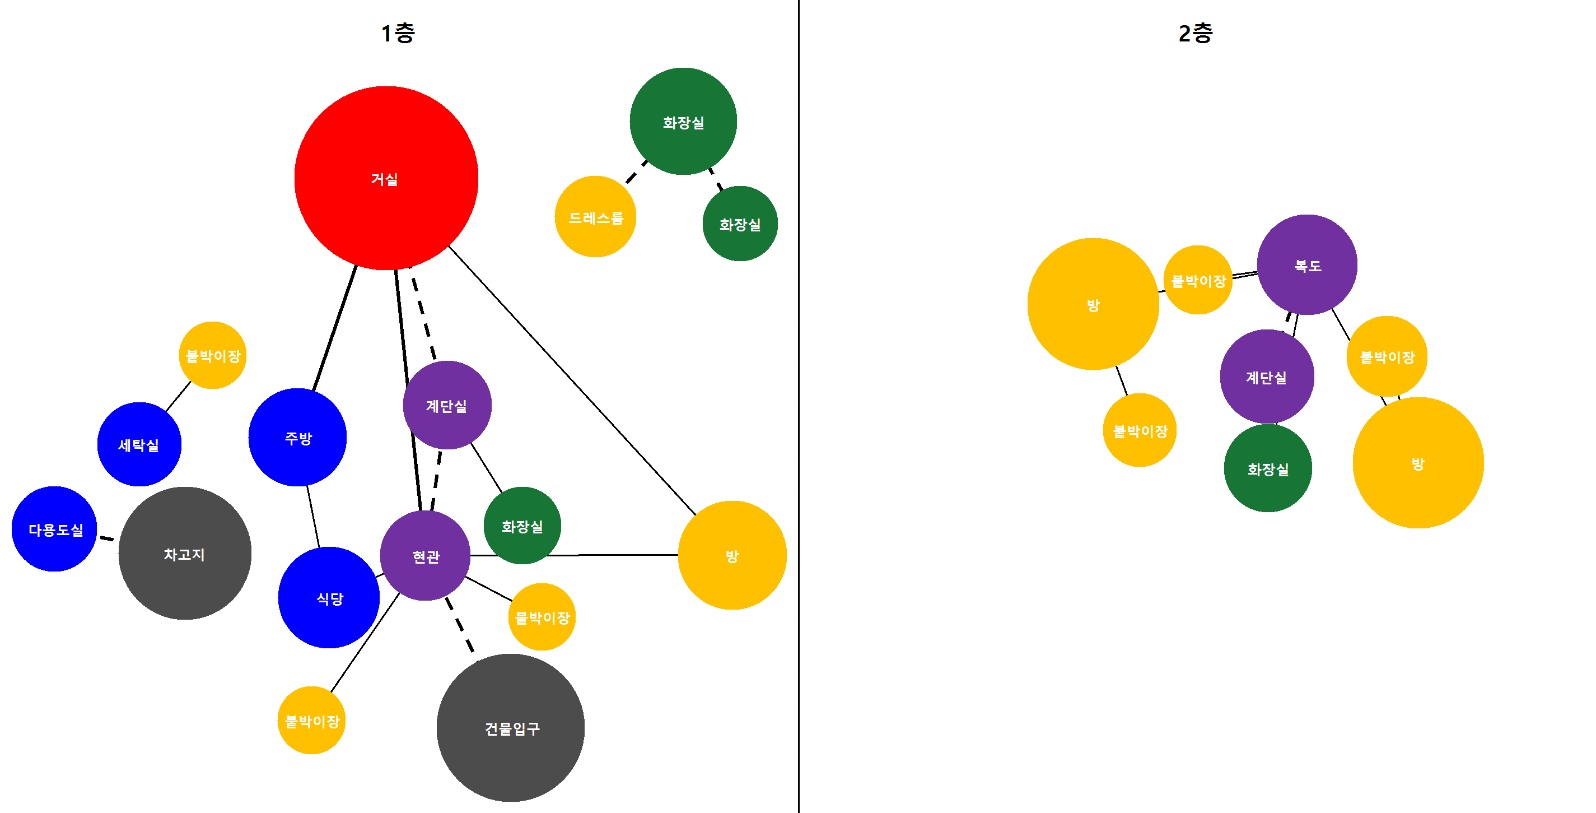 1층
2층
화장실
거실
드레스룸
화장실
붙박이장
계단실
주방
세탁실
화장실
다용도실
차고지
현관
방
식당
붙박이장
붙박이장
건물입구
복도
붙박이장
방
붙박이장
계단실
붙박이장
방
화장실